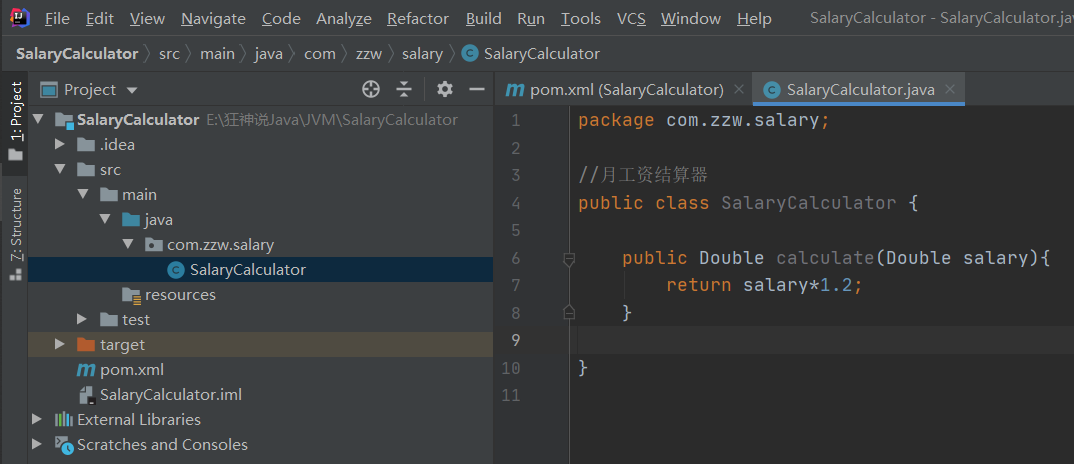 File Edit View Navigate Code Analyze Refactor Build Run Tools VCS Window Help SalaryCalculator - SalaryCalculator.jav
SalaryCalculator src main java com zzw salary SalaryCalculator
1: Project
Z: Structure
Project
SalaryCalculator E:\狂神说Java\JVM\SalaryCalculator
.idea
src
main
java
com.zzw.salary
SalaryCalculator
resources
test
target
pom.xml
SalaryCalculator.iml
External Libraries
Scratches and Consoles
pom.xml (SalaryCalculator) SalaryCalculator.java
1 package com.zzw.salary;
2
3 //月工资结算器
4 public class SalaryCalculator {
5
6 public Double calculate(Double salary){
7 return salary*1.2;
8 }
9
10 }
11